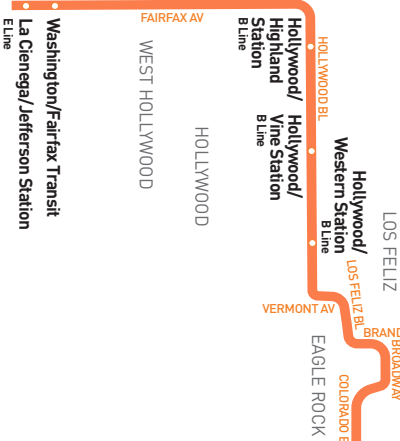 FAIRFAX AV
Washington/Fairfax Transit
La Cienega/Jefferson Station
E Line
WEST HOLLYWOOD
HOLLYWOOD
Hollywood/
Highland
Station
B Line
HOLLYWOOD BL
Hollywood/
Vine Station
B Line
Hollywood/
Western Station
B Line
LOS FELIZ
LOS FELIZ BL
VERMONT AV
BRAND
BROADWAY
EAGLE ROCK
COLORADO B